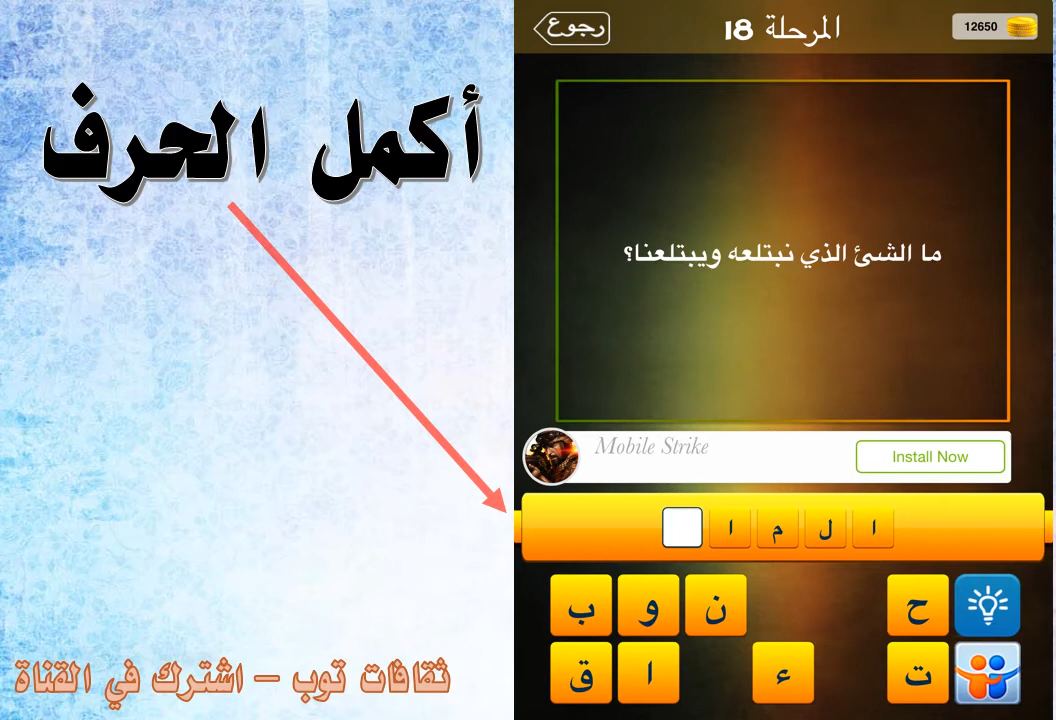 أكمل الحرف
ثقافات توب – اشترك في القناة
رجوع
المرحلة 18
12650
ما الشئ الذي نبتلعه ويبتلعنا؟
Mobile Strike
Install Now
ا ل م ا
ب و ن ح
ق ا ء ت